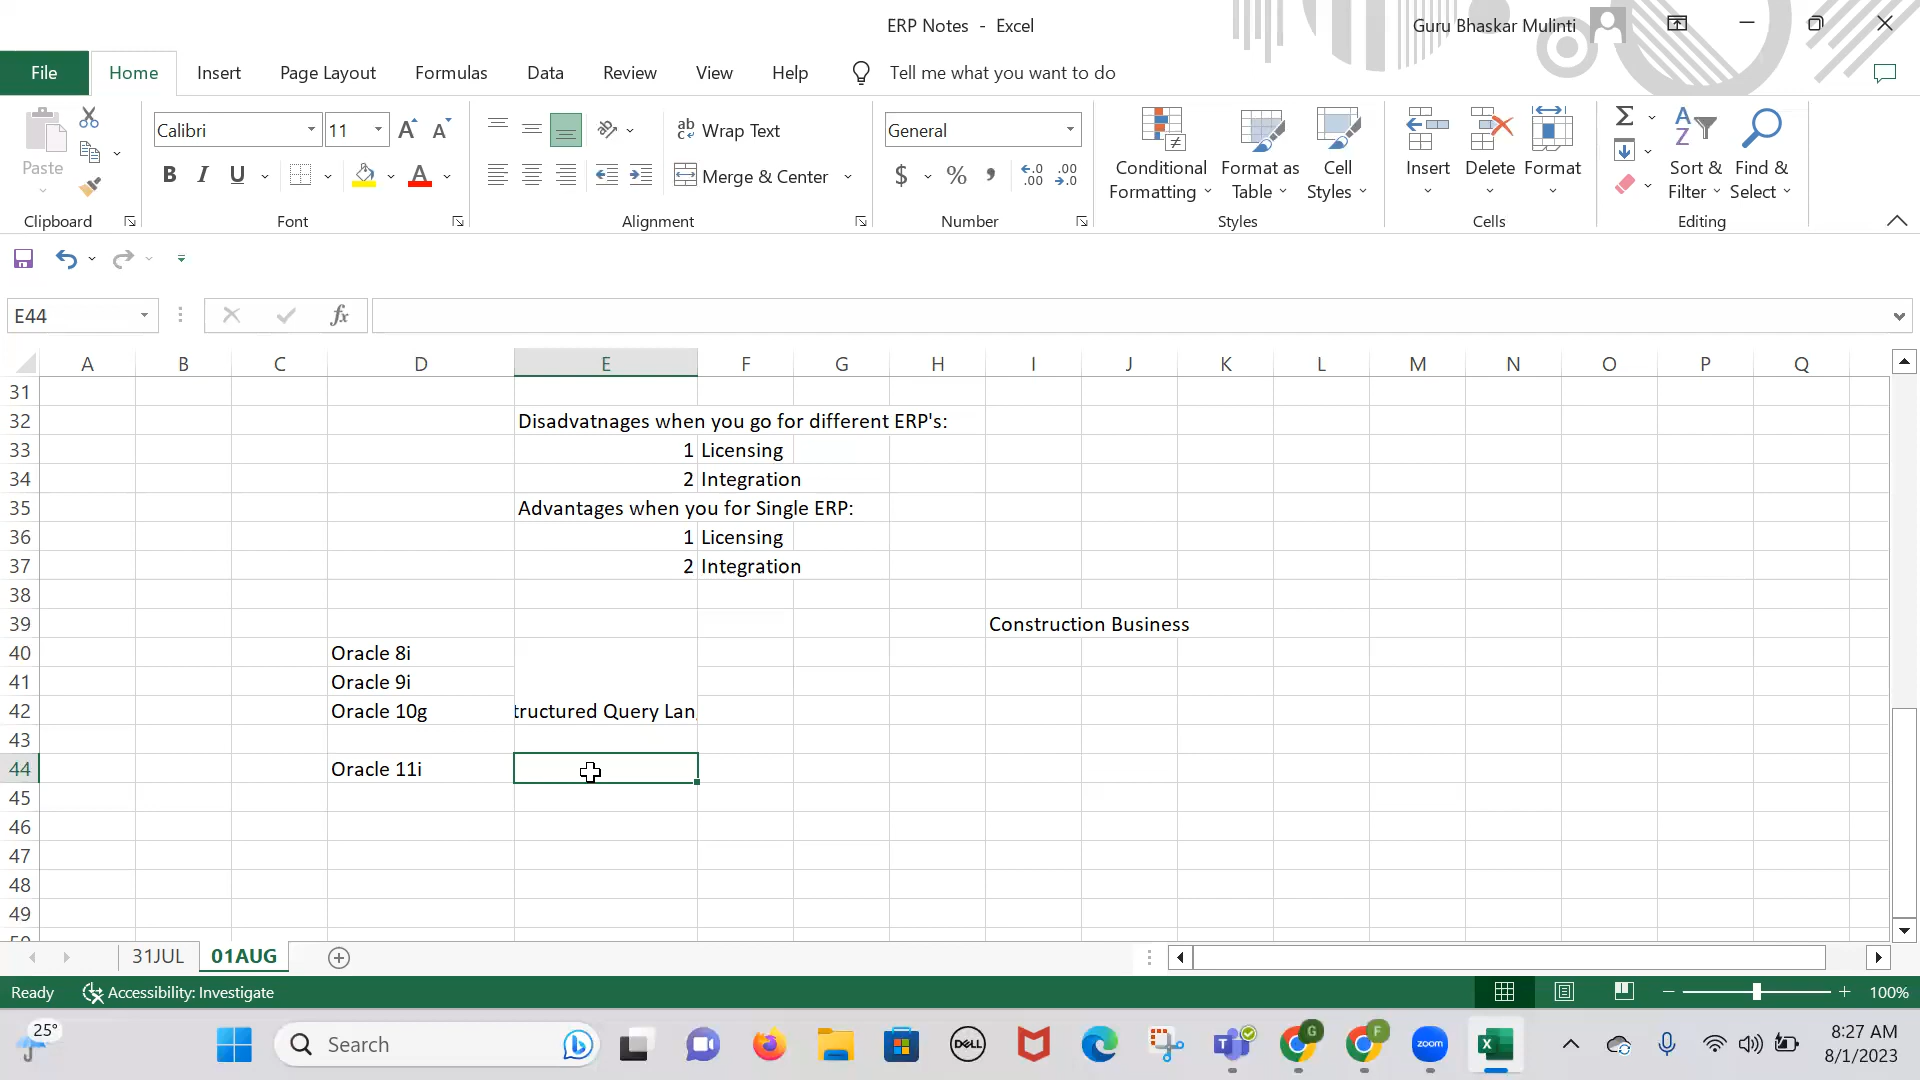 ERP Notes - Excel
Guru Bhaskar Mulinti
File Home Insert Page Layout Formulas Data Review View Help Tell me what you want to do
Paste
Clipboard
Calibri 11
B I U
Font
Wrap Text
Merge & Center
Alignment
General
$ % ,
Number
Conditional Formatting
Format as Table
Cell Styles
Styles
Insert Delete Format
Cells
Sort & Filter
Find & Select
Editing
E44
fx
A B C D E F G H I J K L M N O P Q
31
32 Disadvatnages when you go for different ERP's:
33 1 Licensing
34 2 Integration
35 Advantages when you for Single ERP:
36 1 Licensing
37 2 Integration
38
39 Construction Business
40 Oracle 8i
41 Oracle 9i
42 Oracle 10g tructured Query Lan
43
44 Oracle 11i
45
46
47
48
49
50
31JUL 01AUG
Ready Accessibility: Investigate 100%
25° Search DELL zoom 8:27 AM
8/1/2023